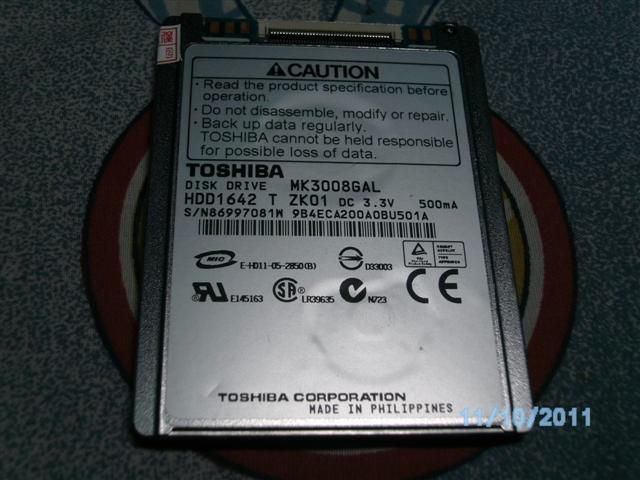 ⚠CAUTION
· Read the product specification before
operation.
· Do not disassemble, modify or repair.
· Back up data regularly.
TOSHIBA cannot be held responsible
for possible loss of data.
TOSHIBA
DISK DRIVE MK3008GAL
HDD1642 T ZK01 DC 3.3V 500mA
S/N86997081W 9B4ECA200A0BU501A
MIC E-HD11-05-2850(B) D33003
E145163 LR39635 N723 CE
TOSHIBA CORPORATION
MADE IN PHILIPPINES
11/10/2011